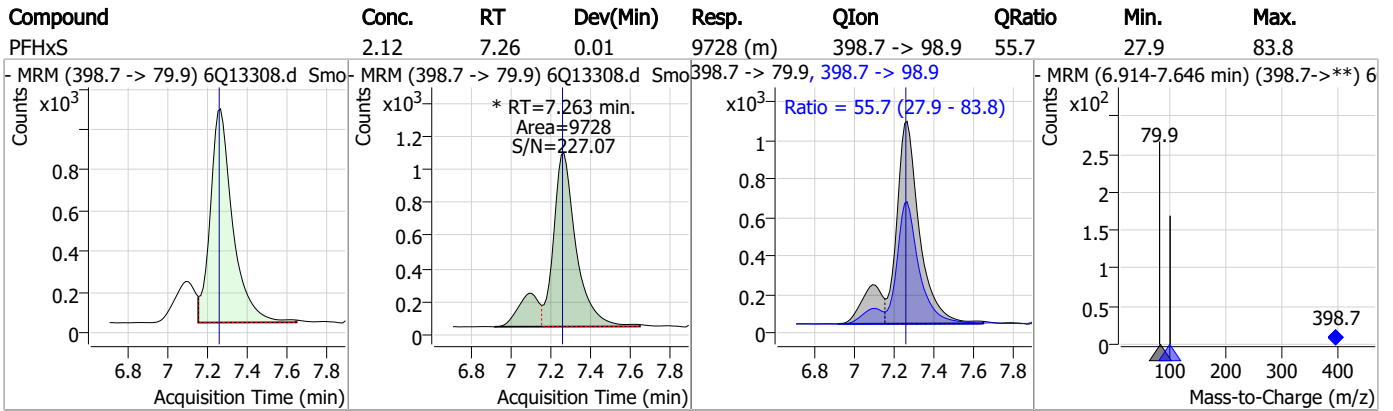 Compound Conc. RT Dev(Min) Resp. QIon QRatio Min. Max.
PFHxS 2.12 7.26 0.01 9728 (m) 398.7 -> 98.9 55.7 27.9 83.8
- MRM (398.7 -> 79.9) 6Q13308.d Smo
x10³
Counts
0.8
0.6
0.4
0.2
0
6.8 7 7.2 7.4 7.6 7.8
Acquisition Time (min)
- MRM (398.7 -> 79.9) 6Q13308.d Smo
x10³
Counts
* RT=7.263 min.
Area=9728
S/N=227.07
1.2
1
0.8
0.6
0.4
0.2
0
6.8 7 7.2 7.4 7.6 7.8
Acquisition Time (min)
398.7 -> 79.9, 398.7 -> 98.9
x10³
Ratio = 55.7 (27.9 - 83.8)
1
0.8
0.6
0.4
0.2
0
6.8 7 7.2 7.4 7.6 7.8
Acquisition Time (min)
- MRM (6.914-7.646 min) (398.7->**) 6
x10²
Counts
79.9
2.5
2
1.5
1
0.5
0
398.7
100 200 300 400
Mass-to-Charge (m/z)